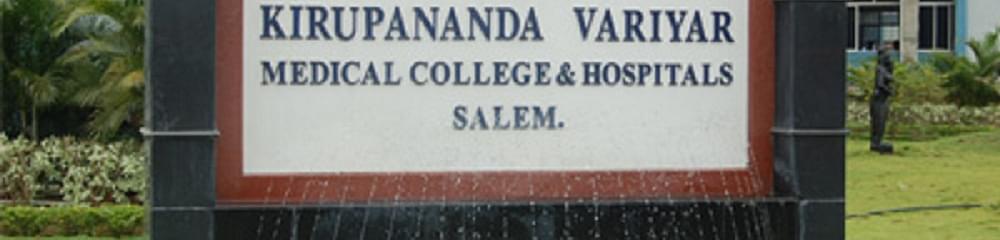 KIRUPANANDA VARIYAR
MEDICAL COLLEGE & HOSPITALS
SALEM.